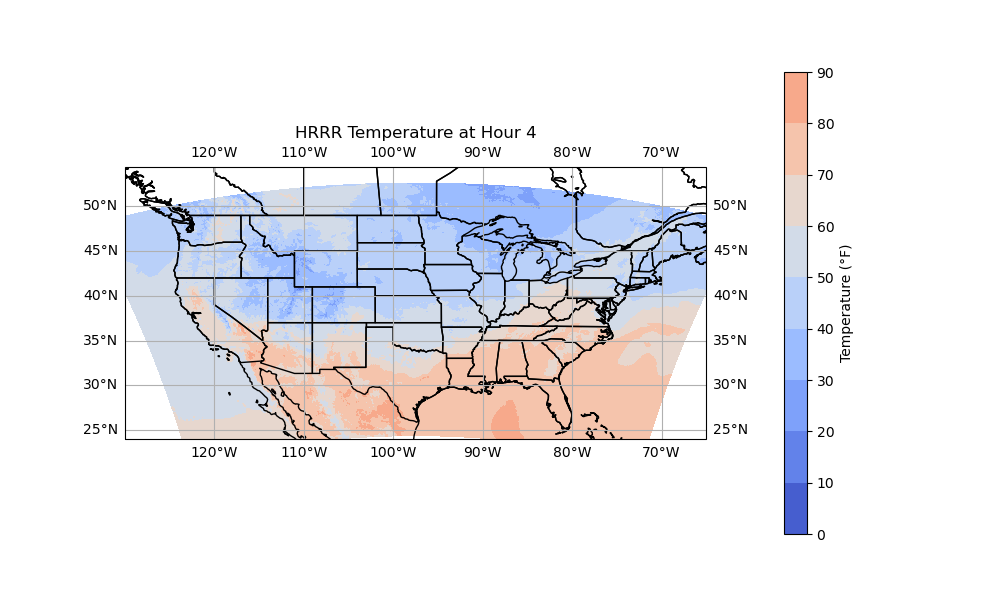 HRRR Temperature at Hour 4
120°W 110°W 100°W 90°W 80°W 70°W
50°N 50°N
45°N 45°N
40°N 40°N
35°N 35°N
30°N 30°N
25°N 25°N
120°W 110°W 100°W 90°W 80°W 70°W
90
80
70
60
50
40
30
20
10
0
Temperature (°F)